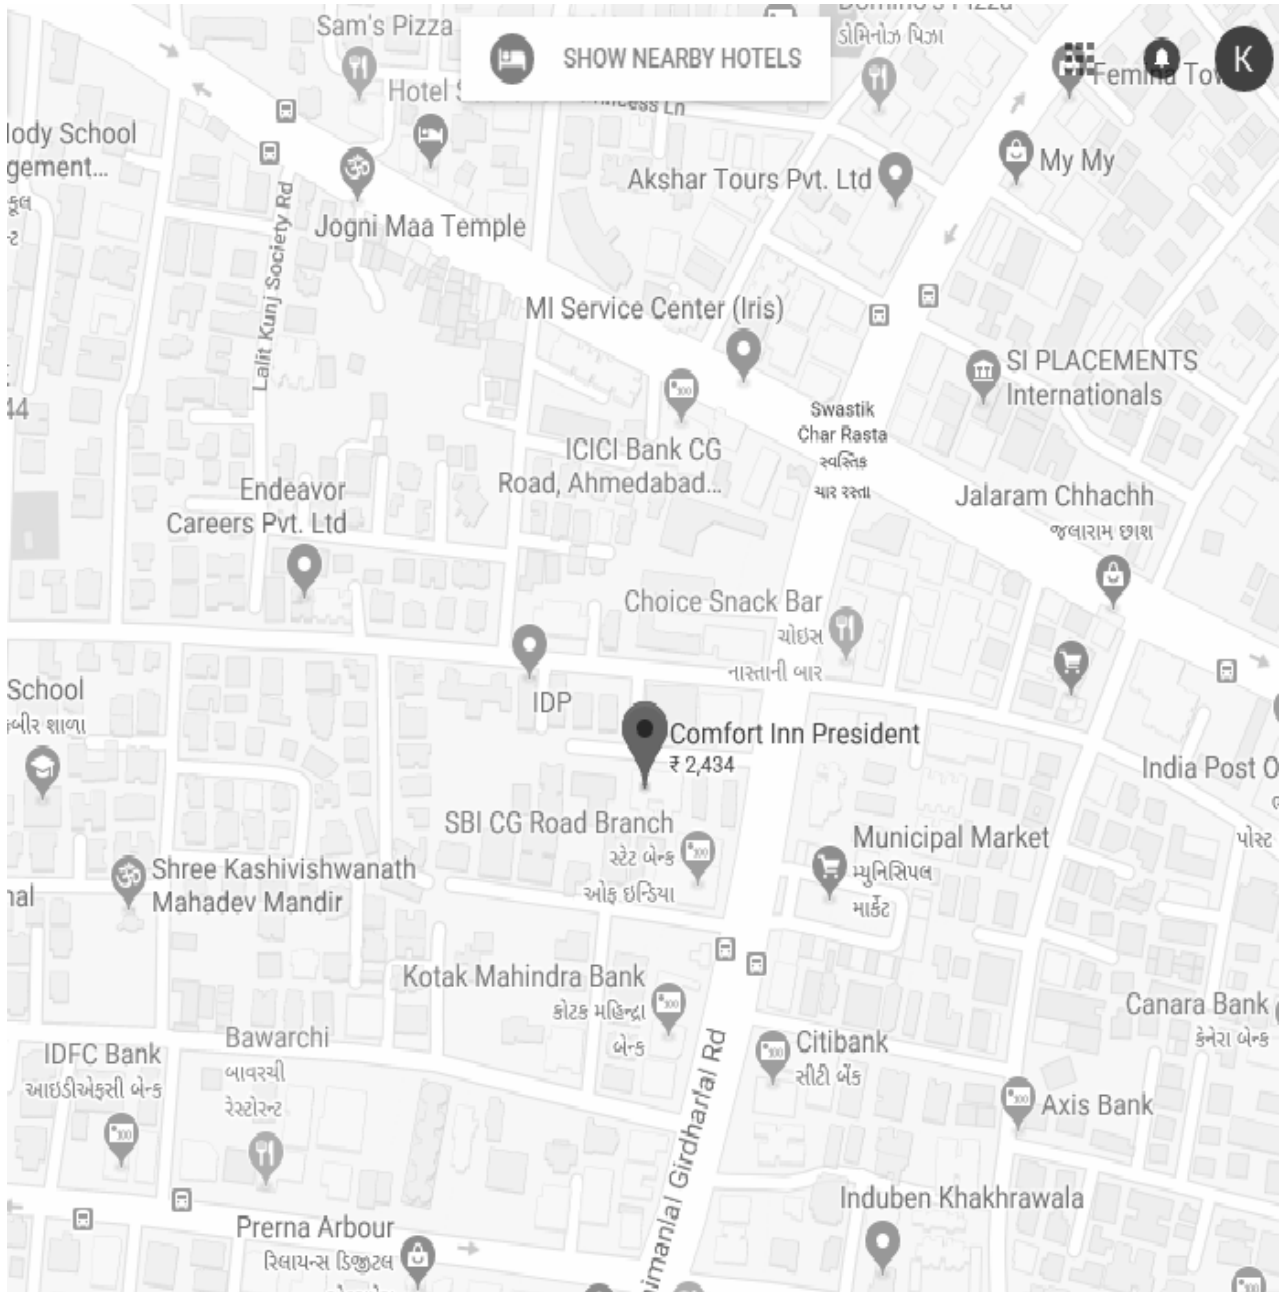 Sam's Pizza
SHOW NEARBY HOTELS
ડોમિનોઝ પિઝા
K
Hotel
Femina
My My
Akshar Tours Pvt. Ltd
School
Jogni Maa Temple
Lalit Kunj Society Rd
MI Service Center (Iris)
SI PLACEMENTS
Internationals
44
Swastik
Char Rasta
સ્વસ્તિક
ચાર રસ્તા
ICICI Bank CG
Road, Ahmedabad...
Endeavor
Careers Pvt. Ltd
Jalaram Chhachh
જલારામ છાશ
Choice Snack Bar
ચોઇસ
નાસ્તાની બાર
School
IDP
Comfort Inn President
₹ 2,434
India Post
પોસ્ટ
SBI CG Road Branch
સ્ટેટ બેન્ક
ઓફ ઇન્ડિયા
Municipal Market
મ્યુનિસિપલ
માર્કેટ
Shree Kashivishwanath
Mahadev Mandir
Kotak Mahindra Bank
કોટક મહિન્દ્રા
બેન્ક
Canara Bank
કેનેરા બેન્ક
Citibank
સીટી બેંક
IDFC Bank
આઇડીએફસી બેન્ક
Bawarchi
બાવરચી
રેસ્ટોરન્ટ
Axis Bank
Girdharlal Rd
Induben Khakhrawala
Prerna Arbour
રિલાયન્સ ડિજીટલ